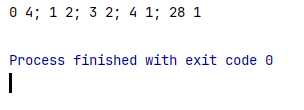 0 4; 1 2; 3 2; 4 1; 28 1
Process finished with exit code 0